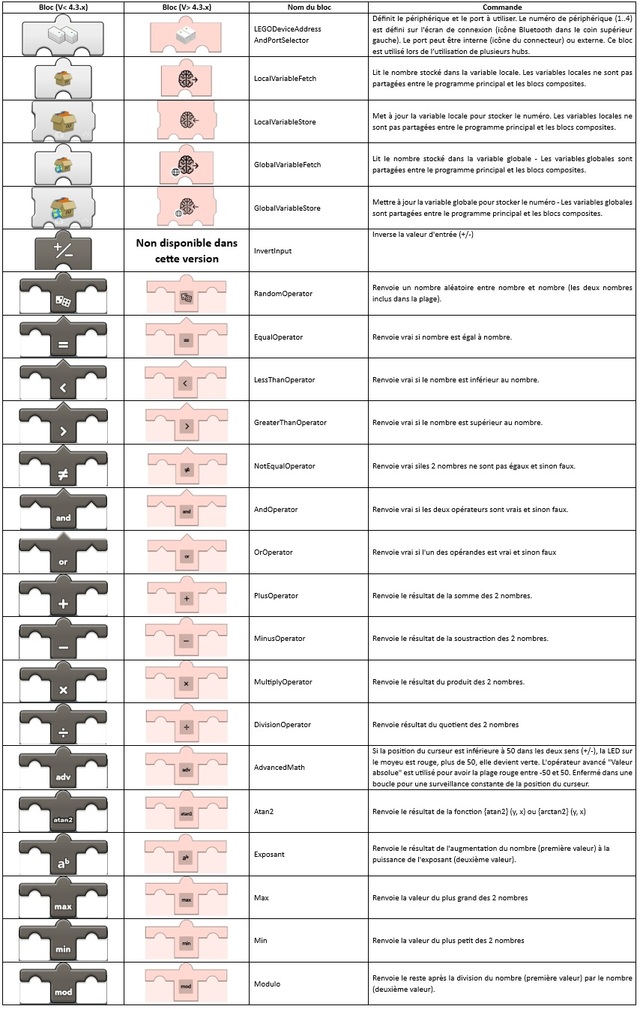 Bloc (V< 4.3.x)
Bloc (V> 4.3.x)
Nom du bloc
Commande
LEGODeviceAddress
AndPortSelector
Définit le périphérique et le port à utiliser. Le numéro de périphérique (1..4)
est défini sur l'écran de connexion (icône Bluetooth dans le coin supérieur
gauche). Le port peut être interne (icône du connecteur) ou externe. Ce bloc
est utilisé lors de l'utilisation de plusieurs hubs.
LocalVariableFetch
Lit le nombre stocké dans la variable locale. Les variables locales ne sont pas
partagées entre le programme principal et les blocs composites.
LocalVariableStore
Met à jour la variable locale pour stocker le numéro. Les variables locales ne
sont pas partagées entre le programme principal et les blocs composites.
GlobalVariableFetch
Lit le nombre stocké dans la variable globale - Les variables globales sont
partagées entre le programme principal et les blocs composites.
GlobalVariableStore
Mettre à jour la variable globale pour stocker le numéro - Les variables globales
sont partagées entre le programme principal et les blocs composites.
+/−
Non disponible dans
cette version
InvertInput
Inverse la valeur d'entrée (+/-)
RandomOperator
Renvoie un nombre aléatoire entre nombre et nombre (les deux nombres
inclus dans la plage).
=
=
EqualOperator
Renvoie vrai si nombre est égal à nombre.
<
<
LessThanOperator
Renvoie vrai si le nombre est inférieur au nombre.
>
>
GreaterThanOperator
Renvoie vrai si le nombre est supérieur au nombre.
≠
≠
NotEqualOperator
Renvoie vrai siles 2 nombres ne sont pas égaux et sinon faux.
and
and
AndOperator
Renvoie vrai si les deux opérateurs sont vrais et sinon faux.
or
or
OrOperator
Renvoie vrai si l'un des opérandes est vrai et sinon faux
+
+
PlusOperator
Renvoie le résultat de la somme des 2 nombres.
−
−
MinusOperator
Renvoie le résultat de la soustraction des 2 nombres.
×
×
MultiplyOperator
Renvoie le résultat du produit des 2 nombres.
÷
÷
DivisionOperator
Renvoie résultat du quotient des 2 nombres
adv
adv
AdvancedMath
Si la position du curseur est inférieure à 50 dans les deux sens (+/-), la LED sur
le moyeu est rouge, plus de 50, elle devient verte. L'opérateur avancé "Valeur
absolue" est utilisé pour avoir la plage rouge entre -50 et 50. Enfermé dans une
boucle pour une surveillance constante de la position du curseur.
atan2
atan2
Atan2
Renvoie le résultat de la fonction {atan2} (y, x) ou {arctan2} (y, x)
aᵇ
aᵇ
Exposant
Renvoie le résultat de l'augmentation du nombre (première valeur) à la
puissance de l'exposant (deuxième valeur).
max
max
Max
Renvoi la valeur du plus grand des 2 nombres
min
min
Min
Renvoi la valeur du plus petit des 2 nombres
mod
mod
Modulo
Renvoie le reste après la division du nombre (première valeur) par le nombre
(deuxième valeur).